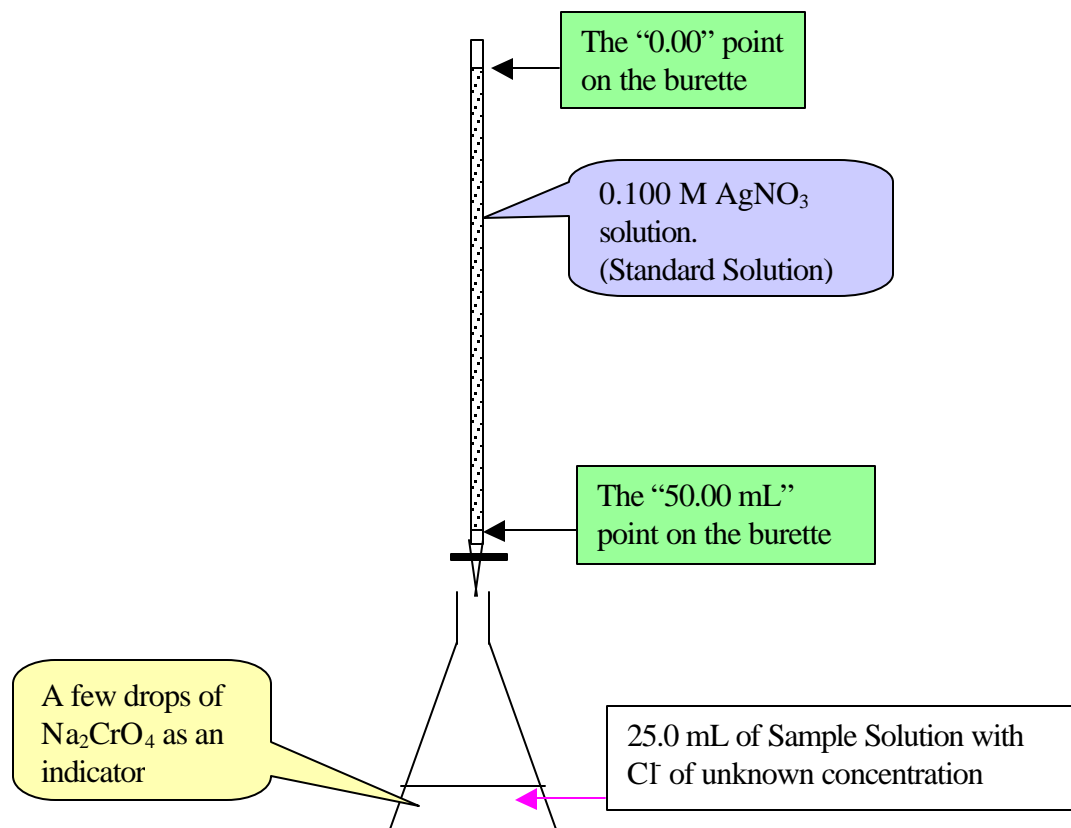 The “0.00” point
on the burette
0.100 M AgNO₃
solution.
(Standard Solution)
The “50.00 mL”
point on the burette
A few drops of
Na₂CrO₄ as an
indicator
25.0 mL of Sample Solution with
Cl⁻ of unknown concentration